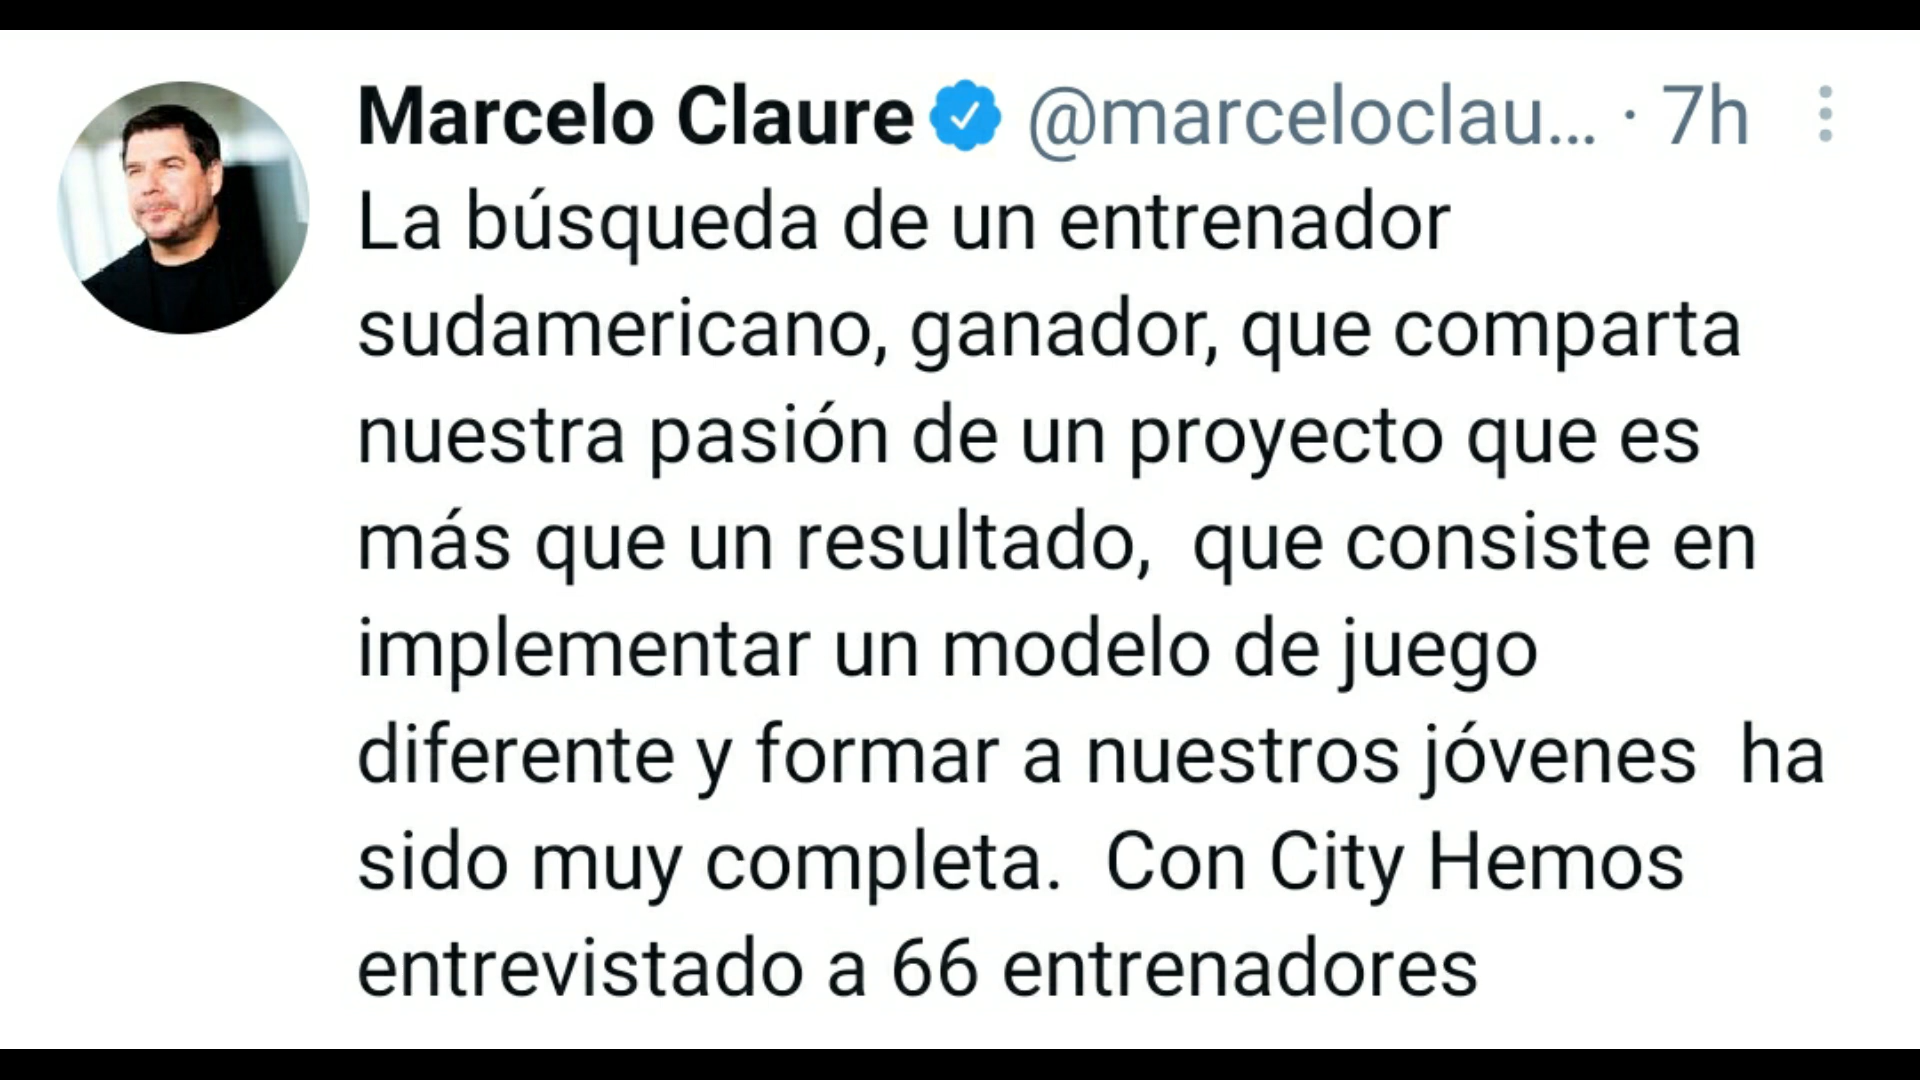 Marcelo Claure @marceloclau... · 7h
La búsqueda de un entrenador
sudamericano, ganador, que comparta
nuestra pasión de un proyecto que es
más que un resultado,  que consiste en
implementar un modelo de juego
diferente y formar a nuestros jóvenes  ha
sido muy completa.  Con City Hemos
entrevistado a 66 entrenadores